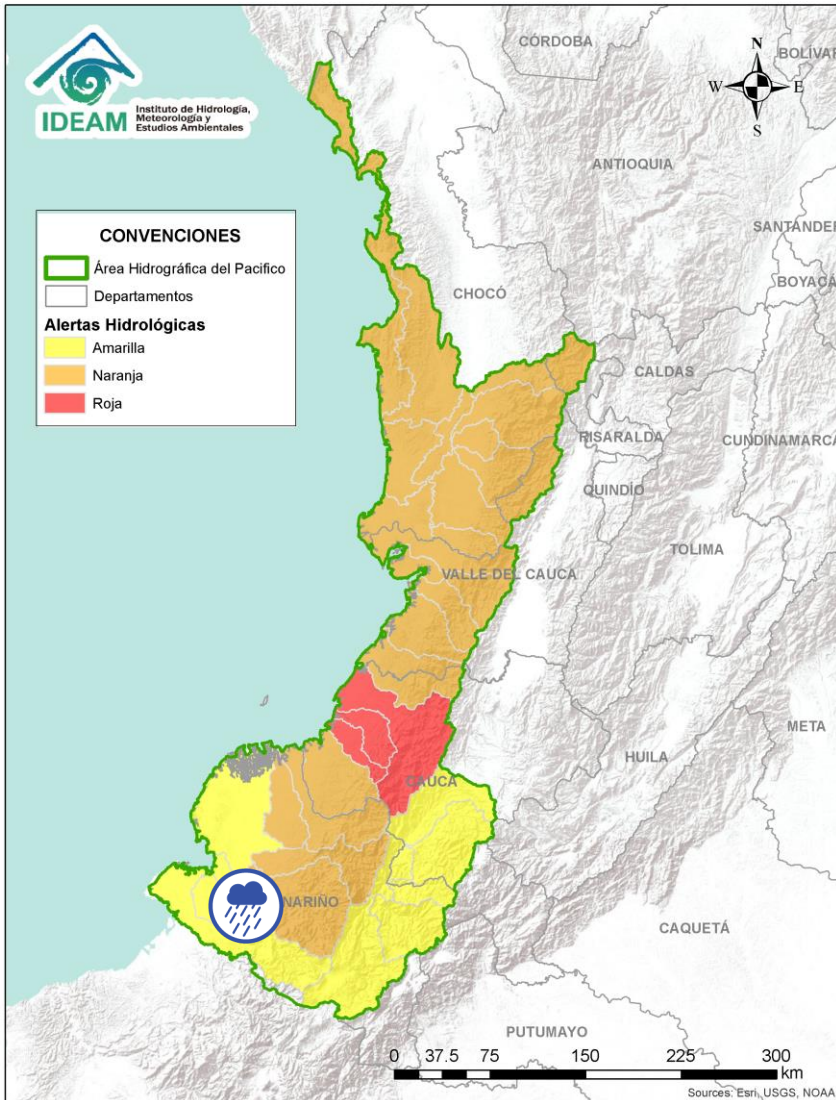 IDEAM
Instituto de Hidrología,
Meteorología y
Estudios Ambientales
CÓRDOBA
BOLÍVAR
N
W
E
S
ANTIOQUIA
SANTANDER
BOYACÁ
CONVENCIONES
Área Hidrográfica del Pacifico
Departamentos
Alertas Hidrológicas
Amarilla
Naranja
Roja
CHOCÓ
CALDAS
RISARALDA
CUNDINAMARCA
QUINDÍO
TOLIMA
VALLE DEL CAUCA
META
HUILA
CAUCA
NARIÑO
CAQUETÁ
PUTUMAYO
0 37.5 75 150 225 300
km
Sources: Esri, USGS, NOAA